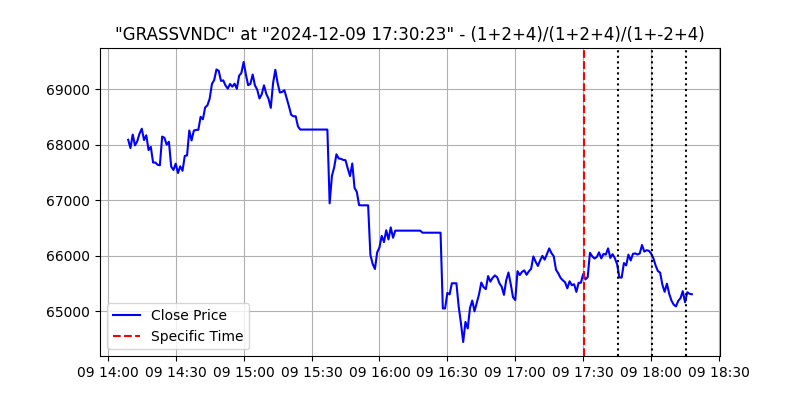 "GRASSVNDC" at "2024-12-09 17:30:23" - (1+2+4)/(1+2+4)/(1+-2+4)
69000
68000
67000
66000
65000
Close Price
Specific Time
09 14:00 09 14:30 09 15:00 09 15:30 09 16:00 09 16:30 09 17:00 09 17:30 09 18:00 09 18:30